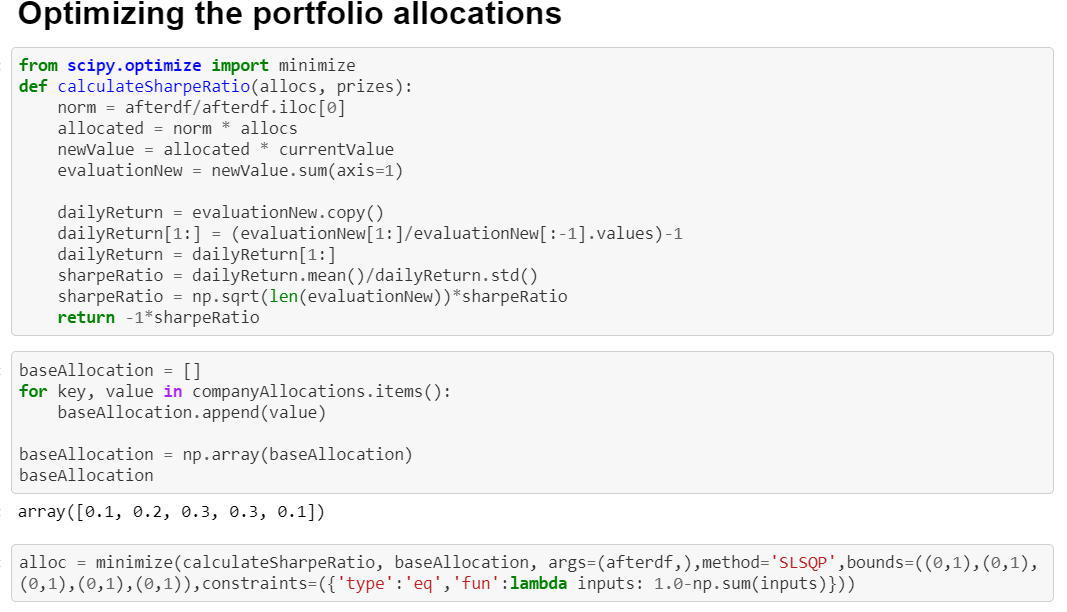 Optimizing the portfolio allocations
from scipy.optimize import minimize
def calculateSharpeRatio(allocs, prizes):
    norm = afterdf/afterdf.iloc[0]
    allocated = norm * allocs
    newValue = allocated * currentValue
    evaluationNew = newValue.sum(axis=1)

    dailyReturn = evaluationNew.copy()
    dailyReturn[1:] = (evaluationNew[1:]/evaluationNew[:-1].values)-1
    dailyReturn = dailyReturn[1:]
    sharpeRatio = dailyReturn.mean()/dailyReturn.std()
    sharpeRatio = np.sqrt(len(evaluationNew))*sharpeRatio
    return -1*sharpeRatio
baseAllocation = []
for key, value in companyAllocations.items():
    baseAllocation.append(value)

baseAllocation = np.array(baseAllocation)
baseAllocation
array([0.1, 0.2, 0.3, 0.3, 0.1])
alloc = minimize(calculateSharpeRatio, baseAllocation, args=(afterdf,),method='SLSQP',bounds=((0,1),(0,1),
(0,1),(0,1),(0,1)),constraints=({'type':'eq','fun':lambda inputs: 1.0-np.sum(inputs)}))